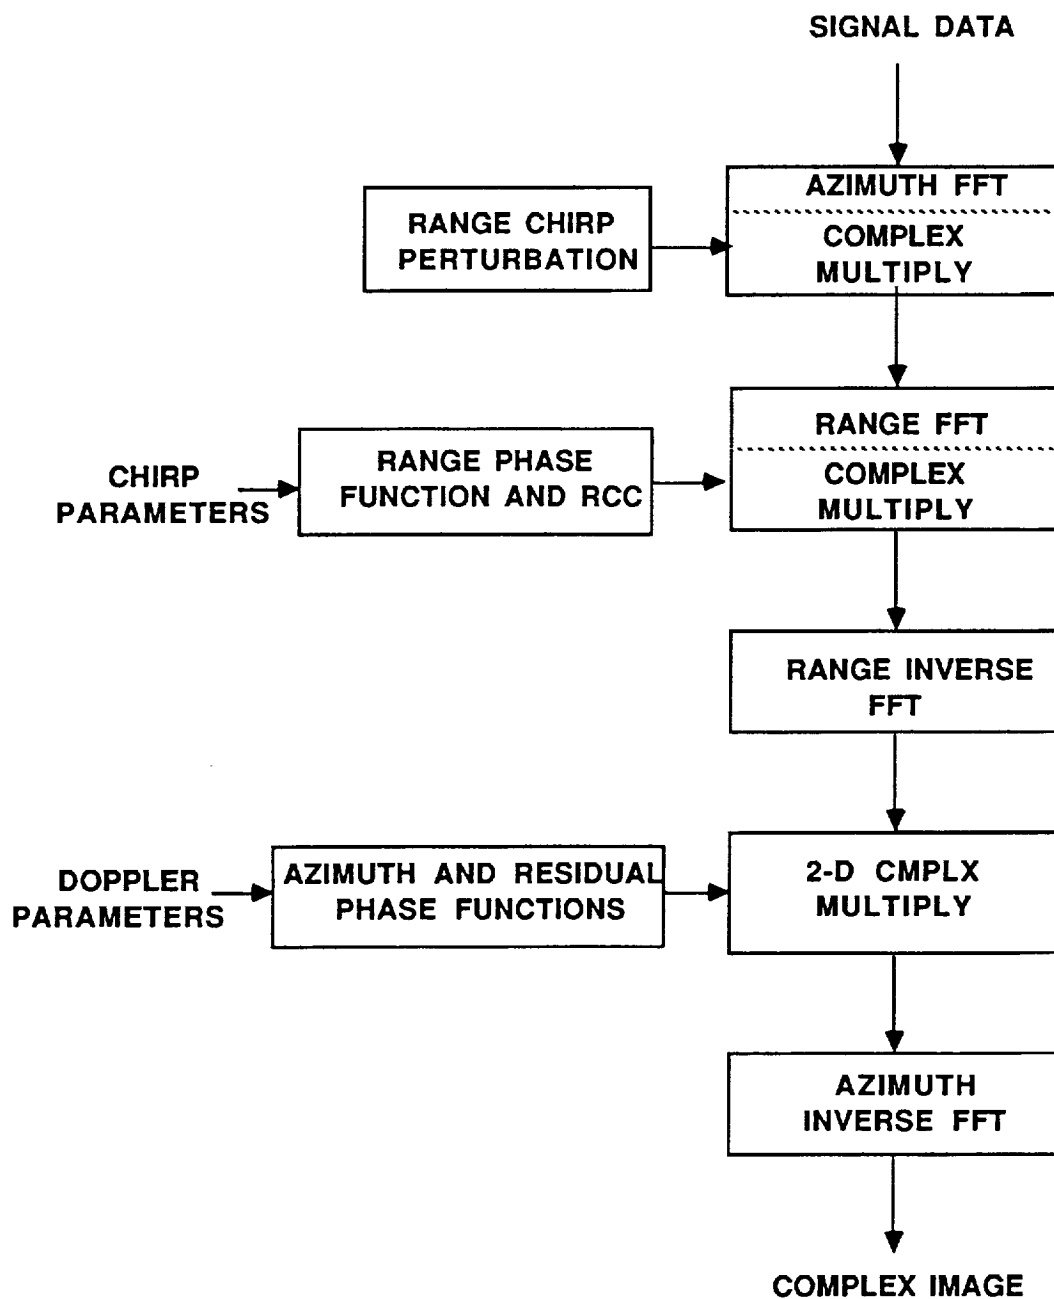 SIGNAL DATA
AZIMUTH FFT
COMPLEX
MULTIPLY
RANGE CHIRP
PERTURBATION
RANGE FFT
COMPLEX
MULTIPLY
RANGE PHASE
FUNCTION AND RCC
CHIRP
PARAMETERS
RANGE INVERSE
FFT
2-D CMPLX
MULTIPLY
AZIMUTH AND RESIDUAL
PHASE FUNCTIONS
DOPPLER
PARAMETERS
AZIMUTH
INVERSE FFT
COMPLEX IMAGE